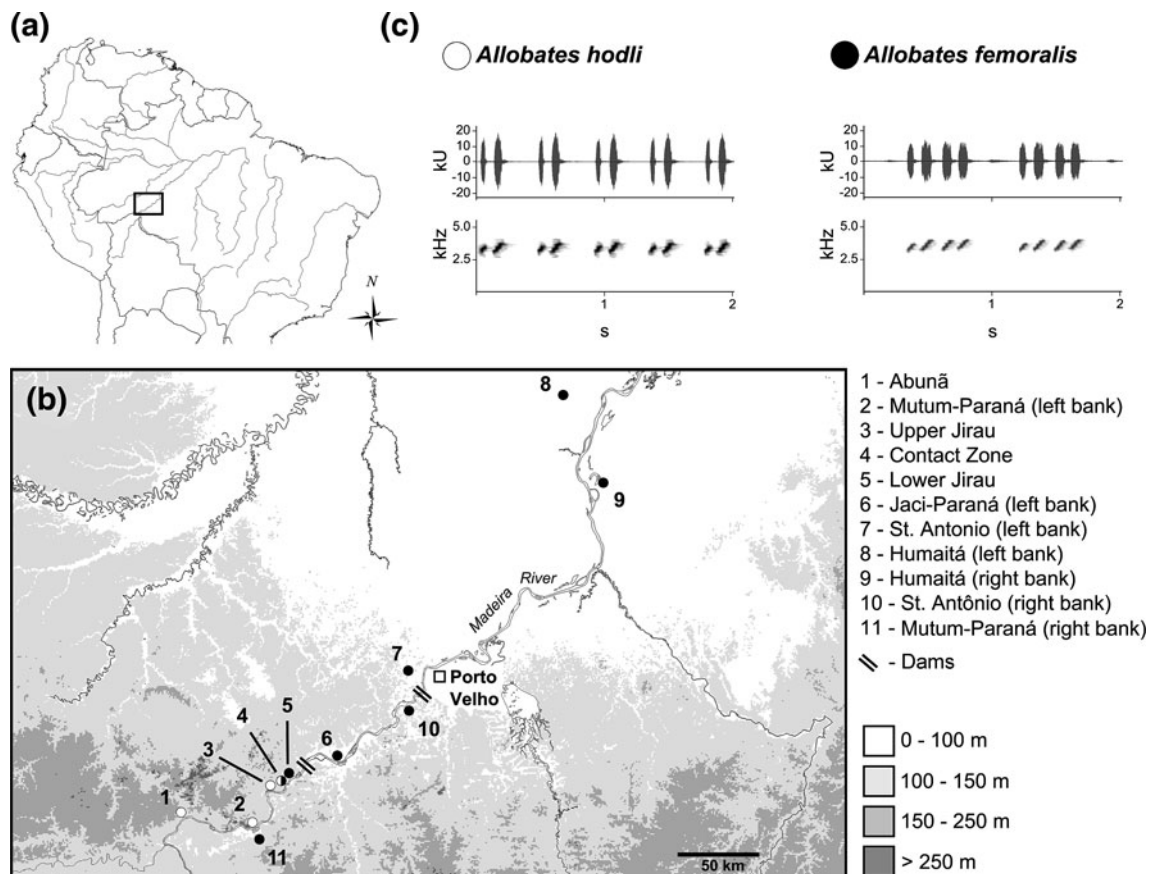 (a)
N
(c)
Allobates hodli
Allobates femoralis
20
10
0
-10
-20
kU
5.0
2.5
kHz
1
2
s
20
10
0
-10
-20
kU
5.0
2.5
kHz
1
2
s
(b)
8
9
Madeira River
7
Porto
Velho
10
6
5
4
3
2
1
11
50 km
1 - Abunã
2 - Mutum-Paraná (left bank)
3 - Upper Jirau
4 - Contact Zone
5 - Lower Jirau
6 - Jaci-Paraná (left bank)
7 - St. Antonio (left bank)
8 - Humaitá (left bank)
9 - Humaitá (right bank)
10 - St. Antônio (right bank)
11 - Mutum-Paraná (right bank)
- Dams
0 - 100 m
100 - 150 m
150 - 250 m
> 250 m